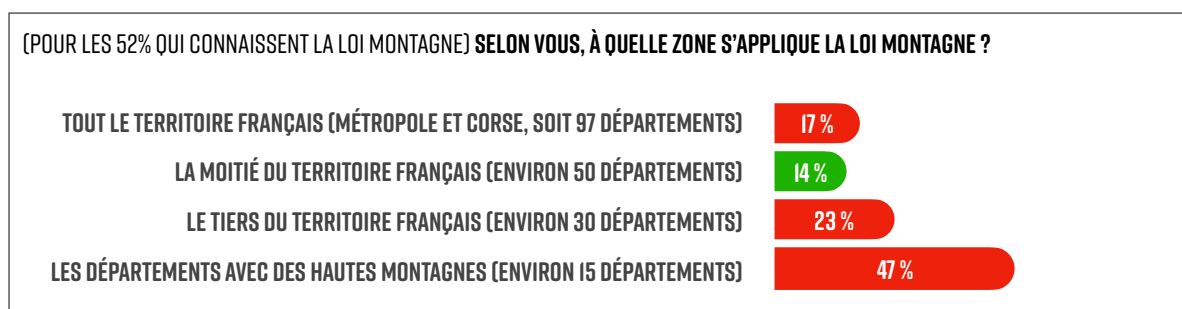 (POUR LES 52% QUI CONNAISSENT LA LOI MONTAGNE) SELON VOUS, À QUELLE ZONE S'APPLIQUE LA LOI MONTAGNE ?
TOUT LE TERRITOIRE FRANÇAIS (MÉTROPOLE ET CORSE, SOIT 97 DÉPARTEMENTS) 17 %
LA MOITIÉ DU TERRITOIRE FRANÇAIS (ENVIRON 50 DÉPARTEMENTS) 14 %
LE TIERS DU TERRITOIRE FRANÇAIS (ENVIRON 30 DÉPARTEMENTS) 23 %
LES DÉPARTEMENTS AVEC DES HAUTES MONTAGNES (ENVIRON 15 DÉPARTEMENTS) 47 %